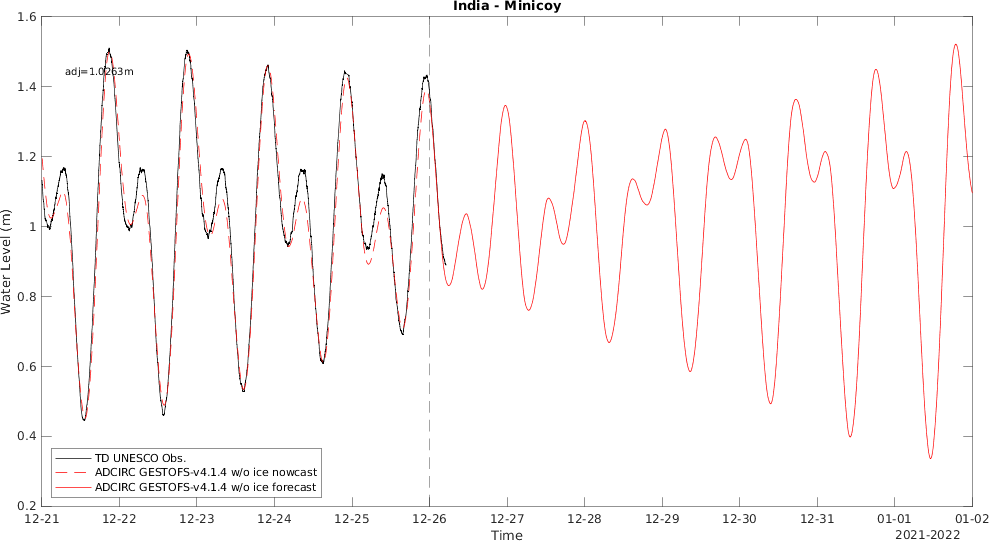 India - Minicoy
1.6
1.4
1.2
1
0.8
0.6
0.4
0.2
Water Level (m)
adj=1.0263m
TD UNESCO Obs.
ADCIRC GESTOFS-v4.1.4 w/o ice nowcast
ADCIRC GESTOFS-v4.1.4 w/o ice forecast
12-21 12-22 12-23 12-24 12-25 12-26 12-27 12-28 12-29 12-30 12-31 01-01 01-02
Time
2021-2022